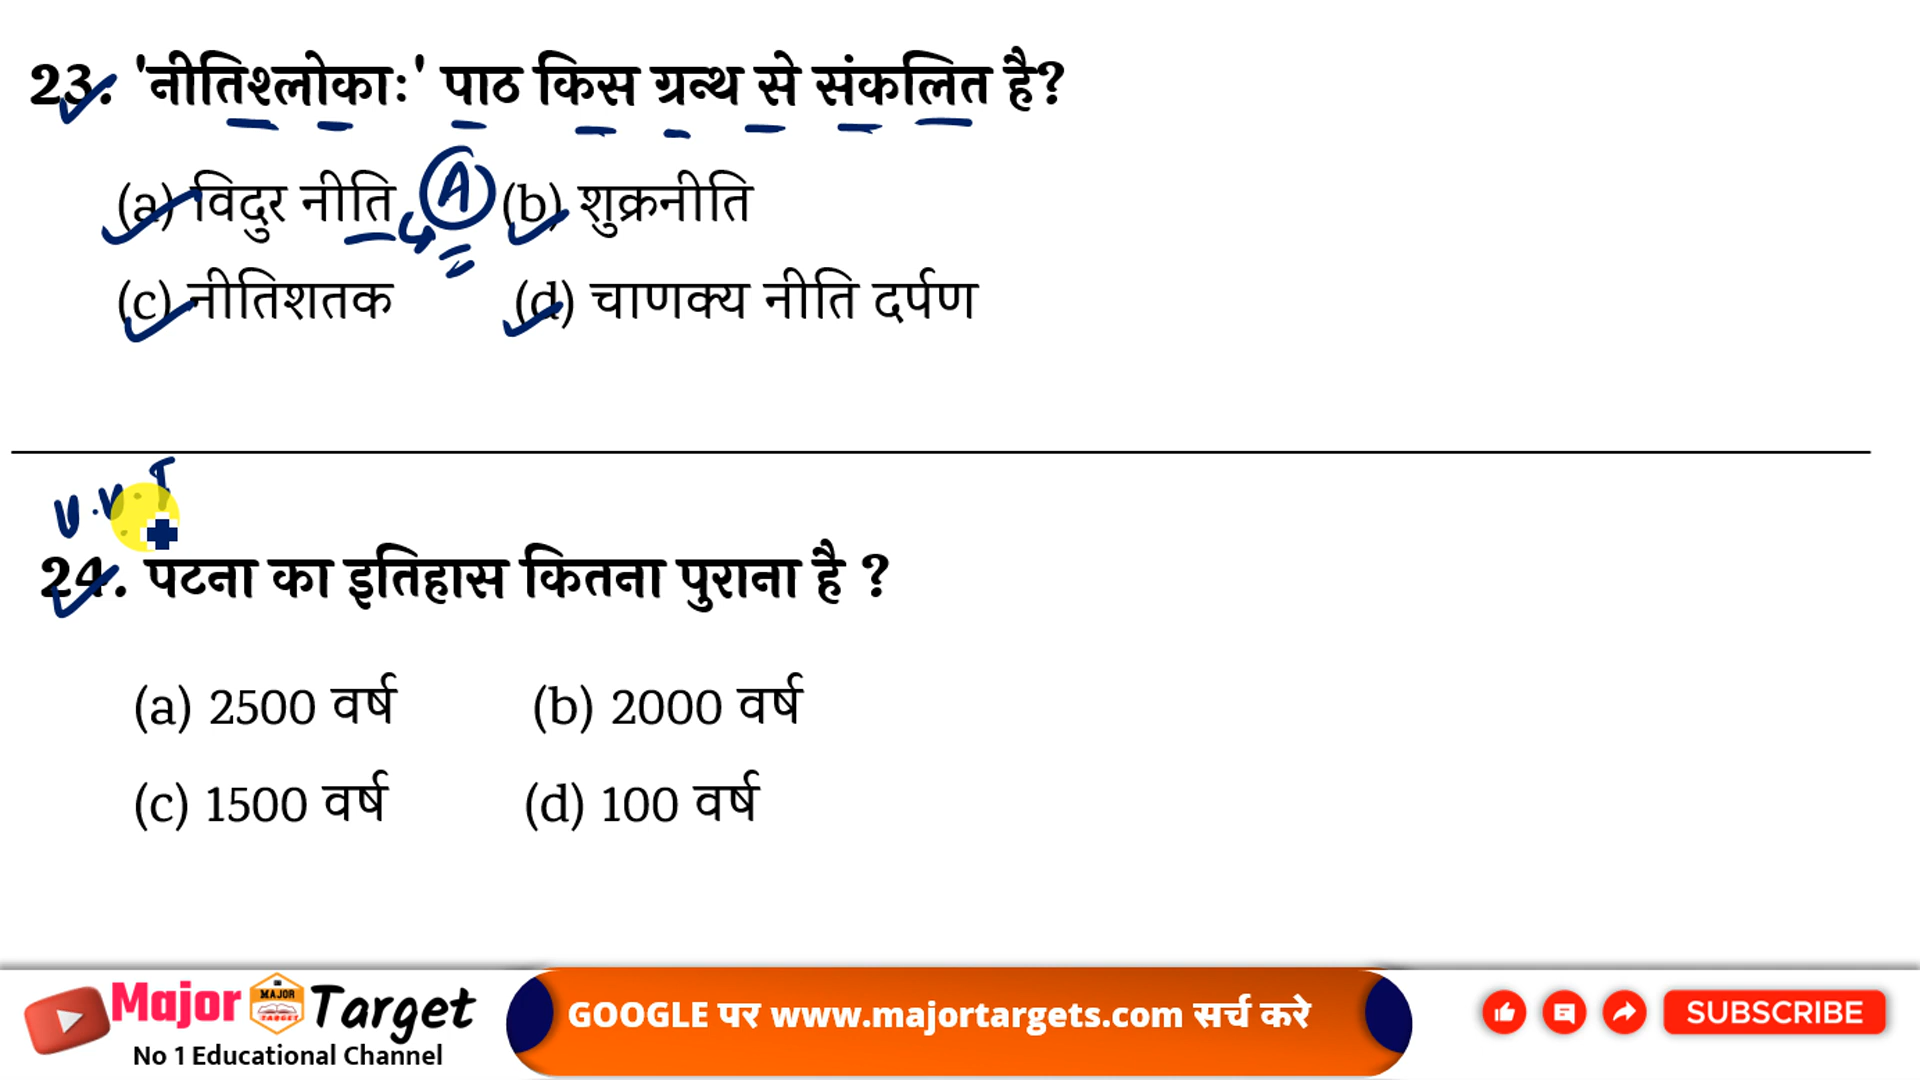 23. 'नीतिश्लोकाः' पाठ किस ग्रन्थ से संकलित है?
(a) विदुर नीति A (b) शुक्रनीति
(c) नीतिशतक (d) चाणक्य नीति दर्पण
V.V.I
24. पटना का इतिहास कितना पुराना है ?
(a) 2500 वर्ष (b) 2000 वर्ष
(c) 1500 वर्ष (d) 100 वर्ष
Major MAJOR TARGET Target
No 1 Educational Channel
GOOGLE पर www.majortargets.com सर्च करे
SUBSCRIBE